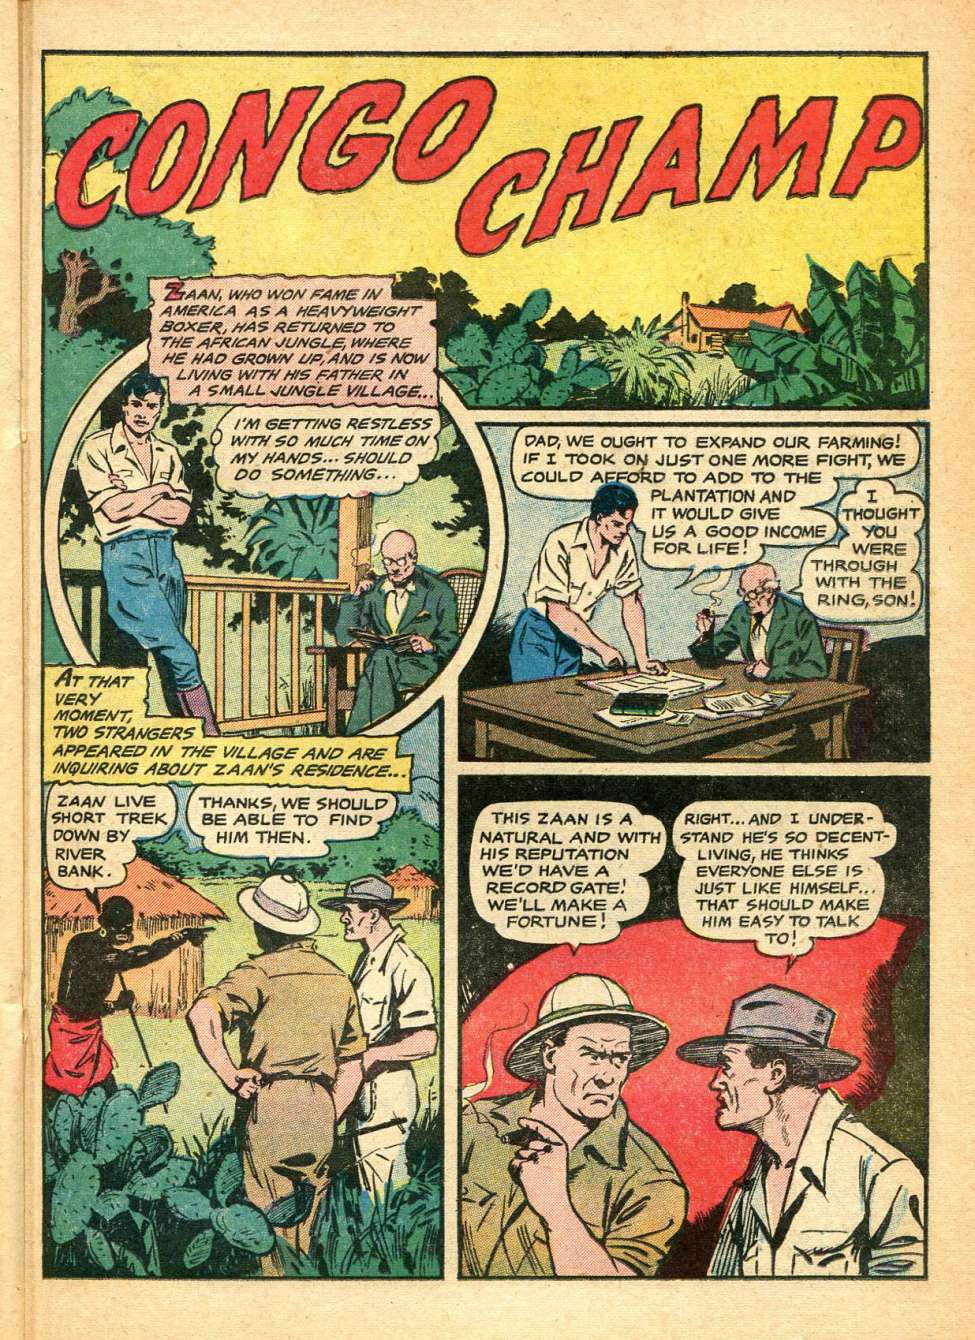 CONGO
CHAMP
ZAAN, WHO WON FAME IN
AMERICA AS A HEAVYWEIGHT
BOXER, HAS RETURNED TO
THE AFRICAN JUNGLE, WHERE
HE HAD GROWN UP, AND IS NOW
LIVING WITH HIS FATHER IN
A SMALL JUNGLE VILLAGE...
I'M GETTING RESTLESS
WITH SO MUCH TIME ON
MY HANDS... SHOULD
DO SOMETHING...
DAD, WE OUGHT TO EXPAND OUR FARMING!
IF I TOOK ON JUST ONE MORE FIGHT, WE
COULD AFFORD TO ADD TO THE
PLANTATION AND
IT WOULD GIVE
US A GOOD INCOME
FOR LIFE!
I
THOUGHT
YOU
WERE
THROUGH
WITH THE
RING, SON!
AT THAT
VERY
MOMENT,
TWO STRANGERS
APPEARED IN THE VILLAGE AND ARE
INQUIRING ABOUT ZAAN'S RESIDENCE...
ZAAN LIVE
SHORT TREK
DOWN BY
RIVER
BANK.
THANKS, WE SHOULD
BE ABLE TO FIND
HIM THEN.
THIS ZAAN IS A
NATURAL AND WITH
HIS REPUTATION
WE'D HAVE A
RECORD GATE!
WE'LL MAKE A
FORTUNE!
RIGHT... AND I UNDER-
STAND HE'S SO DECENT-
LIVING, HE THINKS
EVERYONE ELSE IS
JUST LIKE HIMSELF...
THAT SHOULD MAKE
HIM EASY TO TALK
TO!